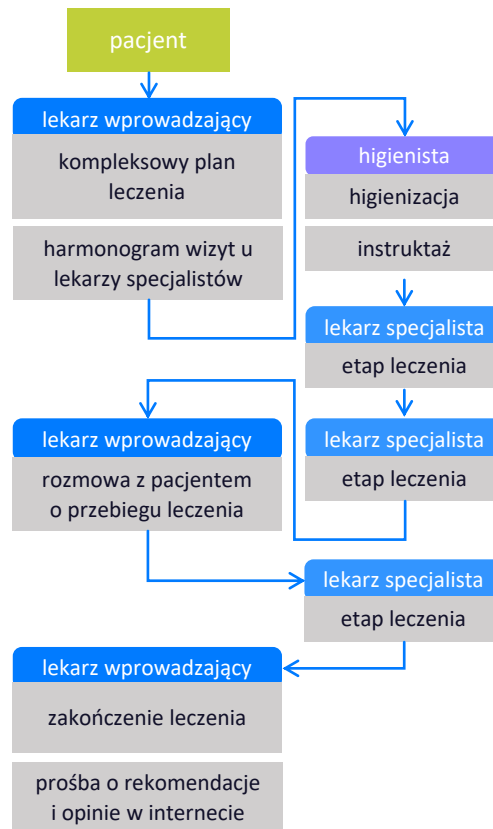 pacjent
lekarz wprowadzający
kompleksowy plan
leczenia
harmonogram wizyt u
lekarzy specjalistów
higienista
higienizacja
instruktaż
lekarz specjalista
etap leczenia
lekarz specjalista
etap leczenia
lekarz wprowadzający
rozmowa z pacjentem
o przebiegu leczenia
lekarz specjalista
etap leczenia
lekarz wprowadzający
zakończenie leczenia
prośba o rekomendacje
i opinie w internecie